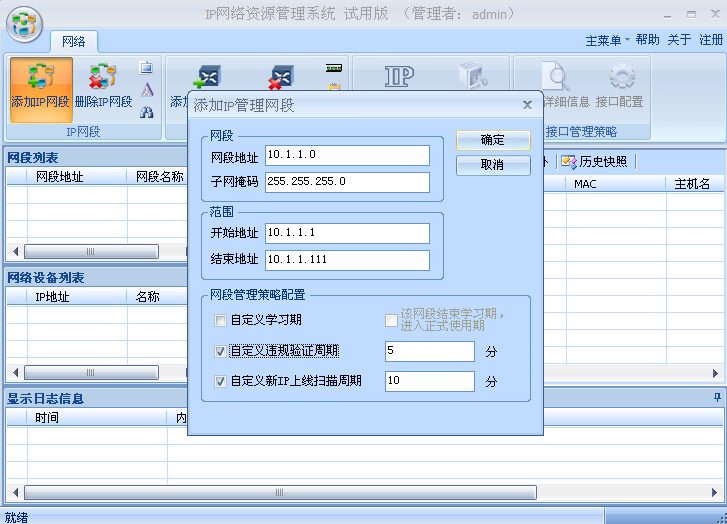 IP网络资源管理系统 试用版 （管理者：admin）
网络
主菜单 帮助 关于 注册
添加IP网段 删除IP网段 添加
IP
详细信息 接口配置
IP网段
接口管理策略
添加IP管理网段
网段
网段地址 10.1.1.0
子网掩码 255.255.255.0
确定
取消
范围
开始地址 10.1.1.1
结束地址 10.1.1.111
网段管理策略配置
自定义学习期
该网段结束学习期，
进入正式使用期
自定义违规验证周期 5 分
自定义新IP上线扫描周期 10 分
网段列表
网段地址 网段名称
历史快照
MAC 主机名
网络设备列表
IP地址 名称
显示日志信息
时间 内
就绪